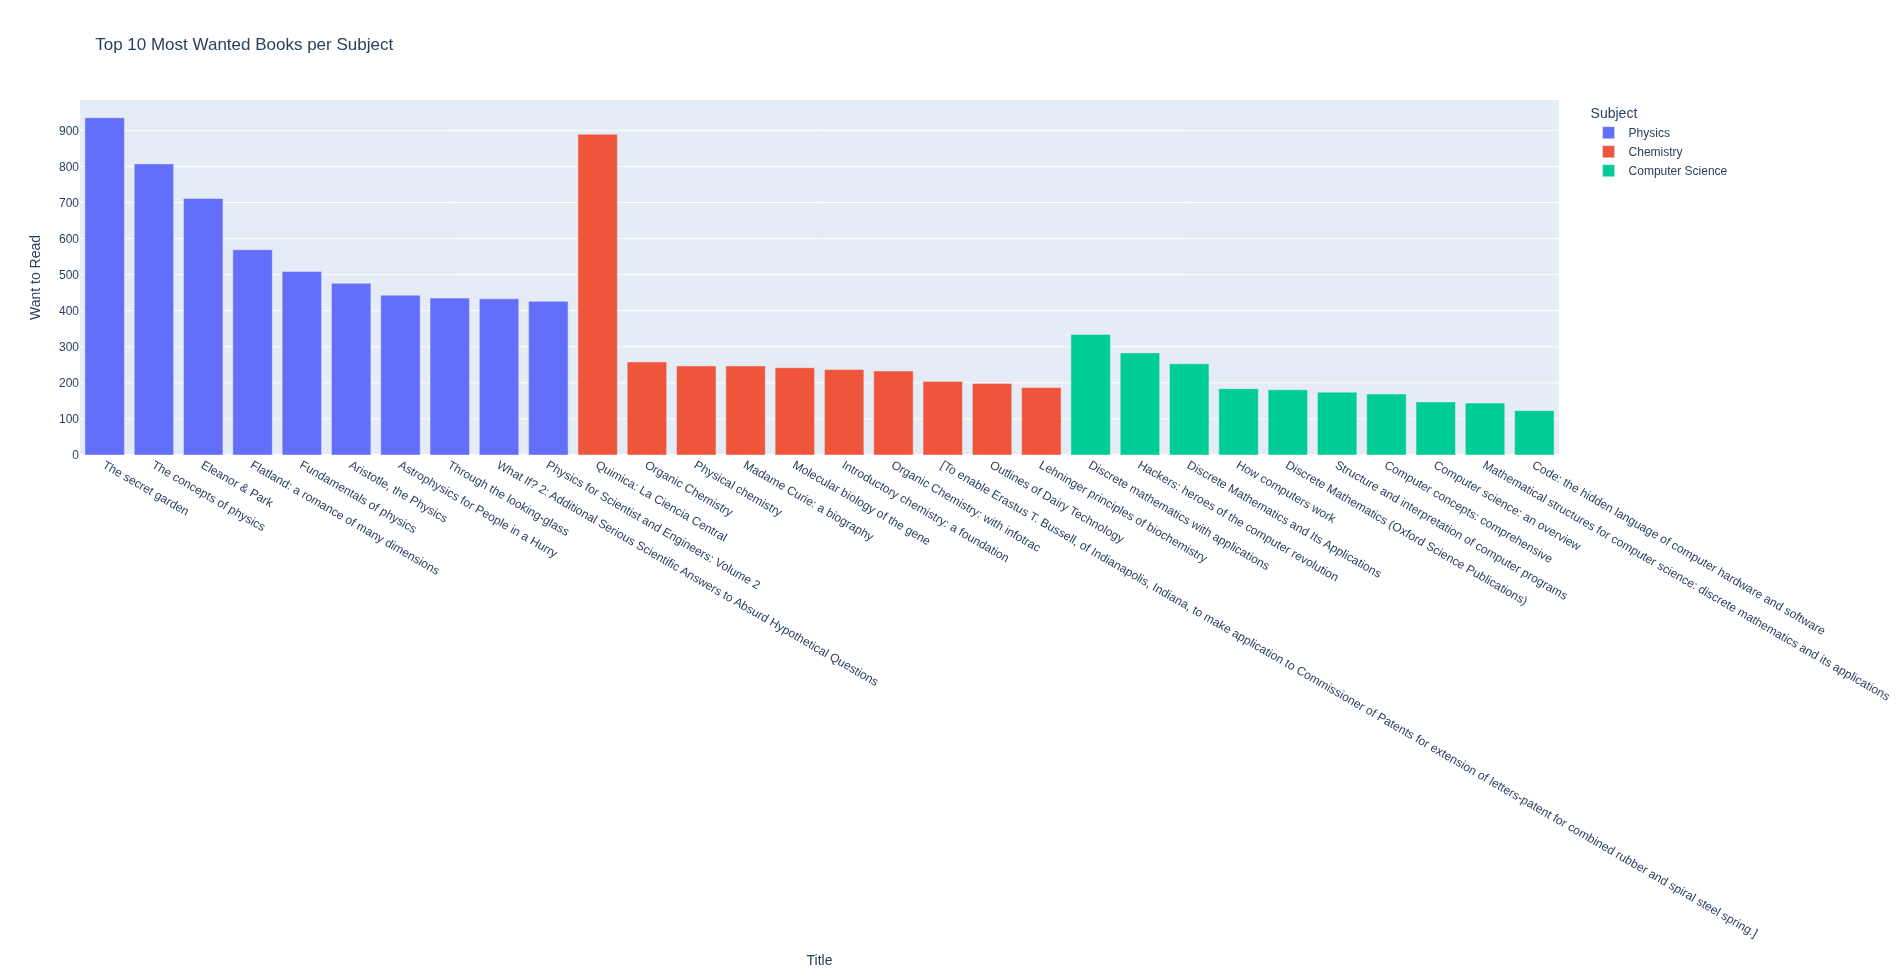 Top 10 Most Wanted Books per Subject
Want to Read
900
800
700
600
500
400
300
200
100
0
The secret garden
The concepts of physics
Eleanor & Park
Flatland: a romance of many dimensions
Fundamentals of physics
Aristotle, the Physics
Astrophysics for People in a Hurry
Through the looking-glass
What If? 2: Additional Serious Scientific Answers to Absurd Hypothetical Questions
Physics for Scientist and Engineers: Volume 2
Quimica: La Ciencia Central
Organic Chemistry
Physical chemistry
Madame Curie: a biography
Molecular biology of the gene
Introductory chemistry: a foundation
Organic Chemistry: with infotrac
[To enable Erastus T. Bussell, of Indianapolis, Indiana, to make application to Commissioner of Patents for extension of letters-patent for combined rubber and spiral steel spring.]
Outlines of Dairy Technology
Lehninger principles of biochemistry
Discrete mathematics with applications
Hackers: heroes of the computer revolution
Discrete Mathematics and Its Applications
How computers work
Discrete Mathematics (Oxford Science Publications)
Structure and interpretation of computer programs
Computer concepts: comprehensive
Computer science: an overview
Mathematical structures for computer science: discrete mathematics and its applications
Code: the hidden language of computer hardware and software
Title
Subject
Physics
Chemistry
Computer Science